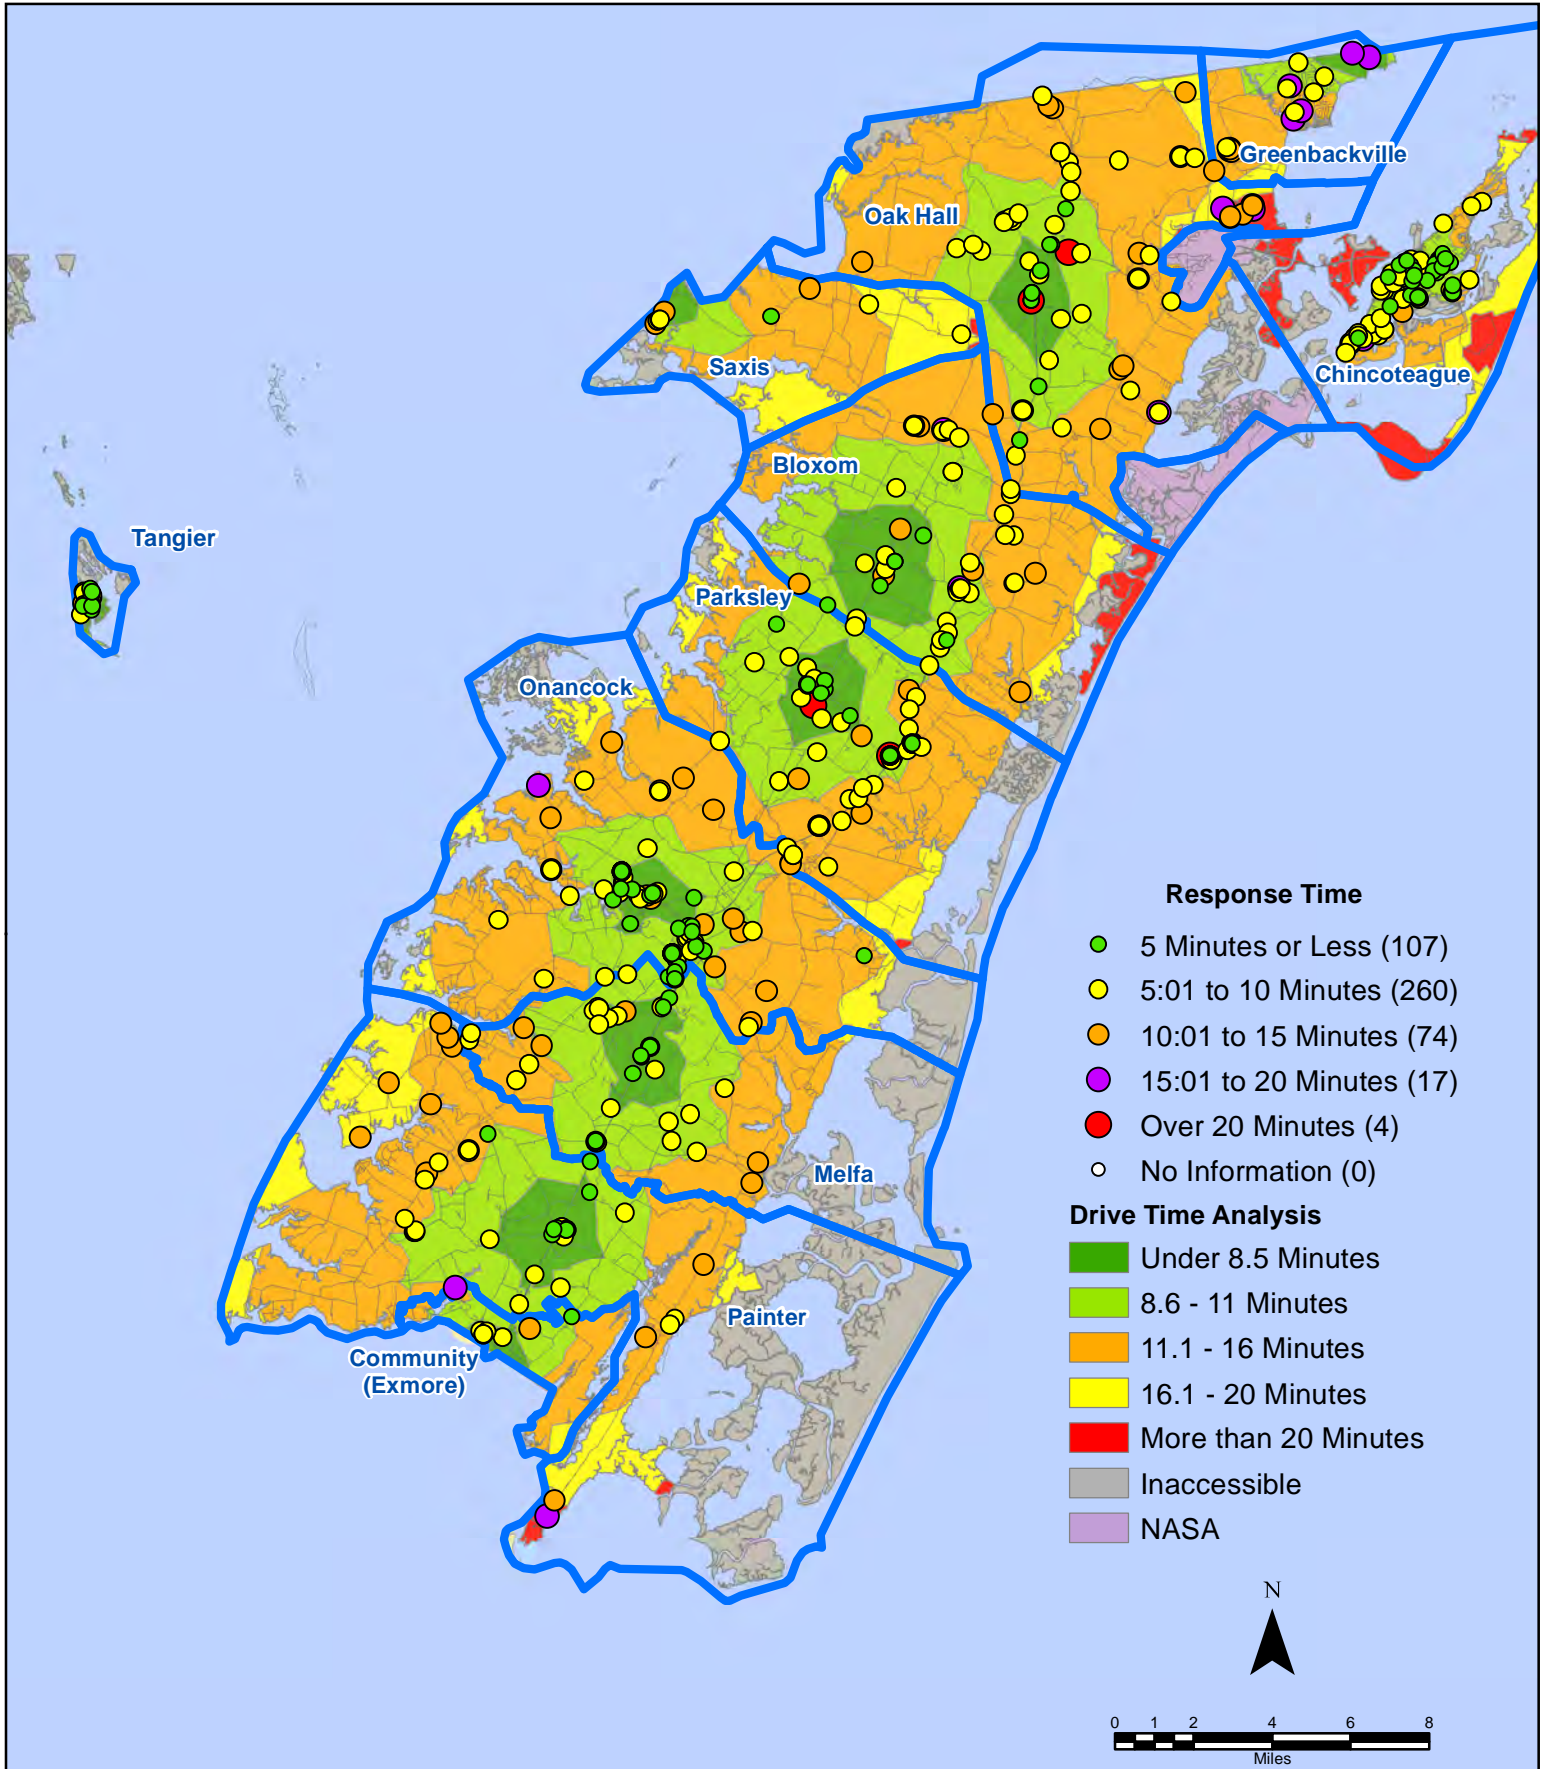 Greenbackville
Oak Hall
Chincoteague
Saxis
Bloxom
Tangier
Parksley
Onancock
Melfa
Painter
Community
(Exmore)
Response Time
5 Minutes or Less (107)
5:01 to 10 Minutes (260)
10:01 to 15 Minutes (74)
15:01 to 20 Minutes (17)
Over 20 Minutes (4)
No Information (0)
Drive Time Analysis
Under 8.5 Minutes
8.6 - 11 Minutes
11.1 - 16 Minutes
16.1 - 20 Minutes
More than 20 Minutes
Inaccessible
NASA
N
0 1 2 4 6 8
Miles